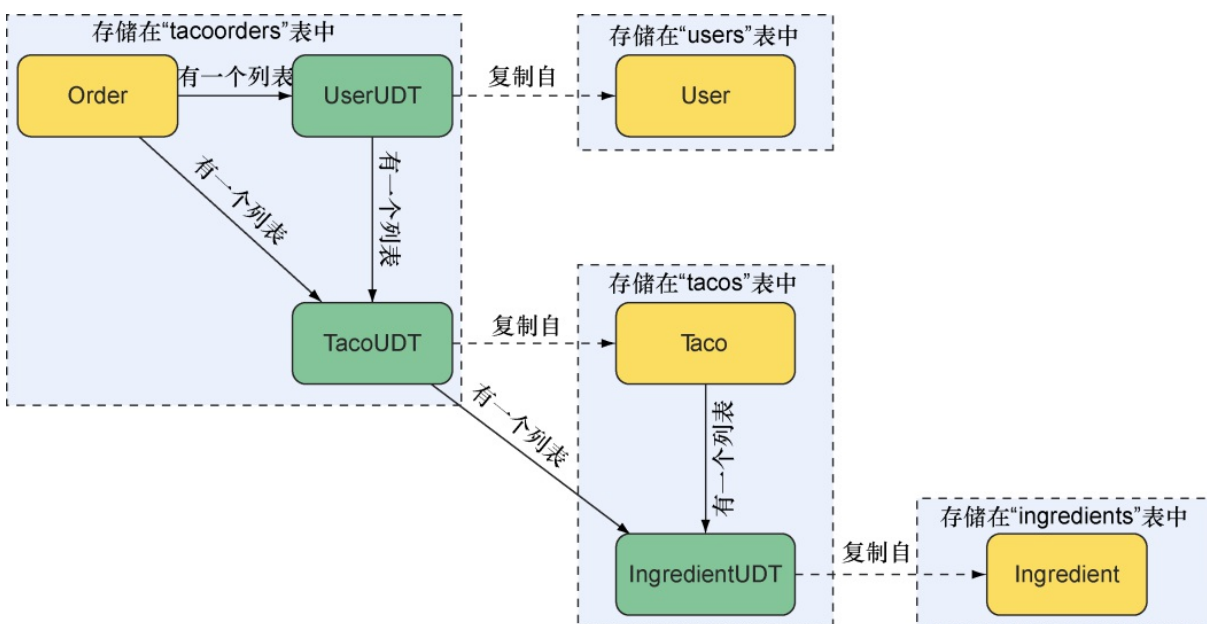 存储在“tacoorders”表中
存储在“users”表中
Order
有一个列表
UserUDT
复制自
User
有一个列表
有一个列表
存储在“tacos”表中
TacoUDT
复制自
Taco
有一个列表
有一个列表
存储在“ingredients”表中
IngredientUDT
复制自
Ingredient